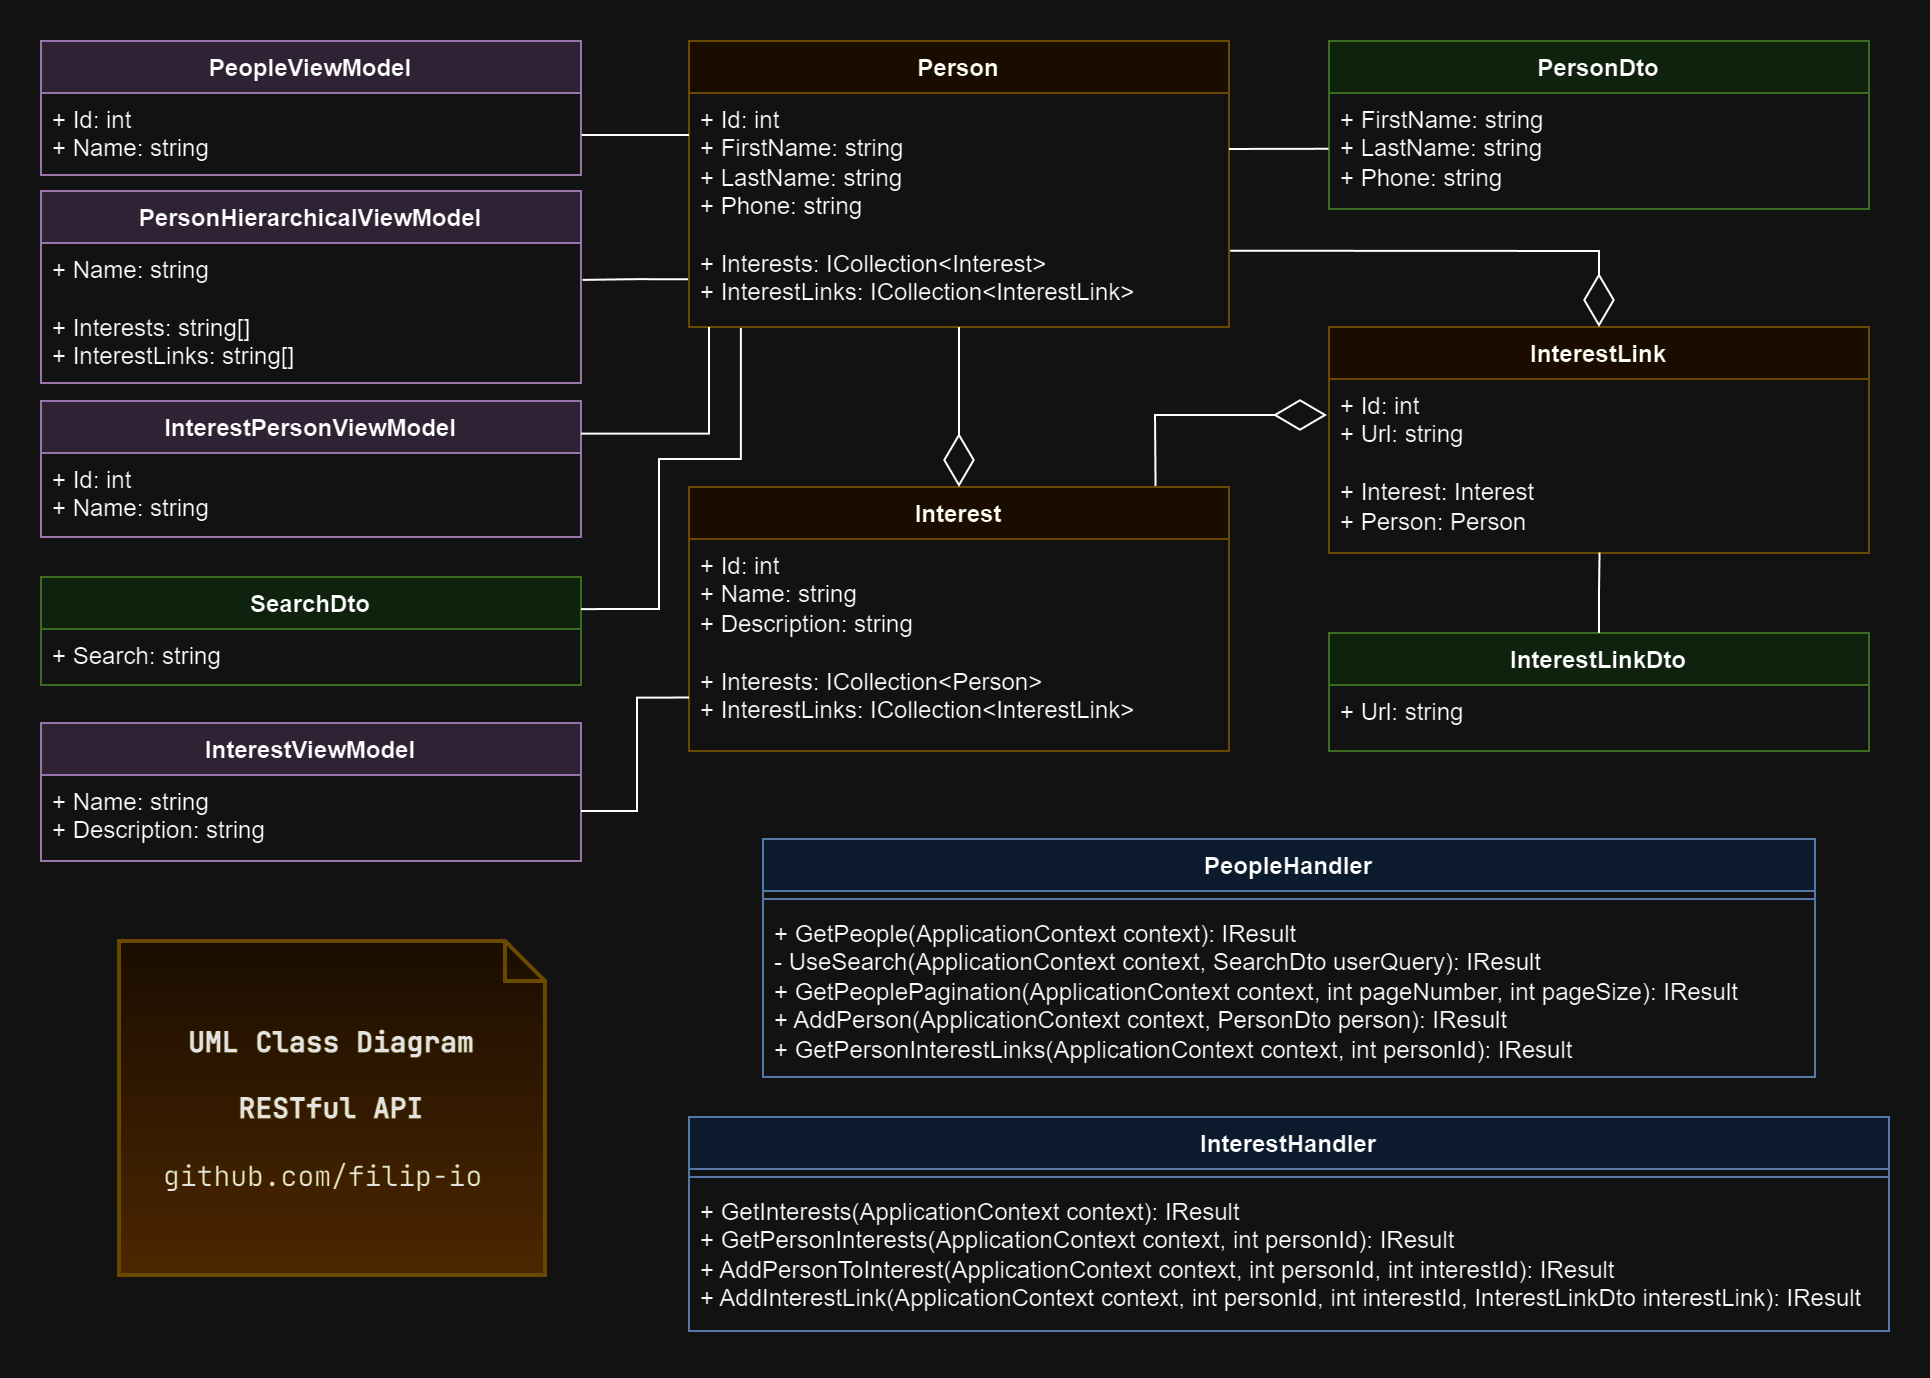 PeopleViewModel
+ Id: int
+ Name: string
PersonHierarchicalViewModel
+ Name: string
+ Interests: string[]
+ InterestLinks: string[]
InterestPersonViewModel
+ Id: int
+ Name: string
SearchDto
+ Search: string
InterestViewModel
+ Name: string
+ Description: string
Person
+ Id: int
+ FirstName: string
+ LastName: string
+ Phone: string
+ Interests: ICollection<Interest>
+ InterestLinks: ICollection<InterestLink>
Interest
+ Id: int
+ Name: string
+ Description: string
+ Interests: ICollection<Person>
+ InterestLinks: ICollection<InterestLink>
PersonDto
+ FirstName: string
+ LastName: string
+ Phone: string
InterestLink
+ Id: int
+ Url: string
+ Interest: Interest
+ Person: Person
InterestLinkDto
+ Url: string
PeopleHandler
+ GetPeople(ApplicationContext context): IResult
- UseSearch(ApplicationContext context, SearchDto userQuery): IResult
+ GetPeoplePagination(ApplicationContext context, int pageNumber, int pageSize): IResult
+ AddPerson(ApplicationContext context, PersonDto person): IResult
+ GetPersonInterestLinks(ApplicationContext context, int personId): IResult
InterestHandler
+ GetInterests(ApplicationContext context): IResult
+ GetPersonInterests(ApplicationContext context, int personId): IResult
+ AddPersonToInterest(ApplicationContext context, int personId, int interestId): IResult
+ AddInterestLink(ApplicationContext context, int personId, int interestId, InterestLinkDto interestLink): IResult
UML Class Diagram
RESTful API
github.com/filip-io